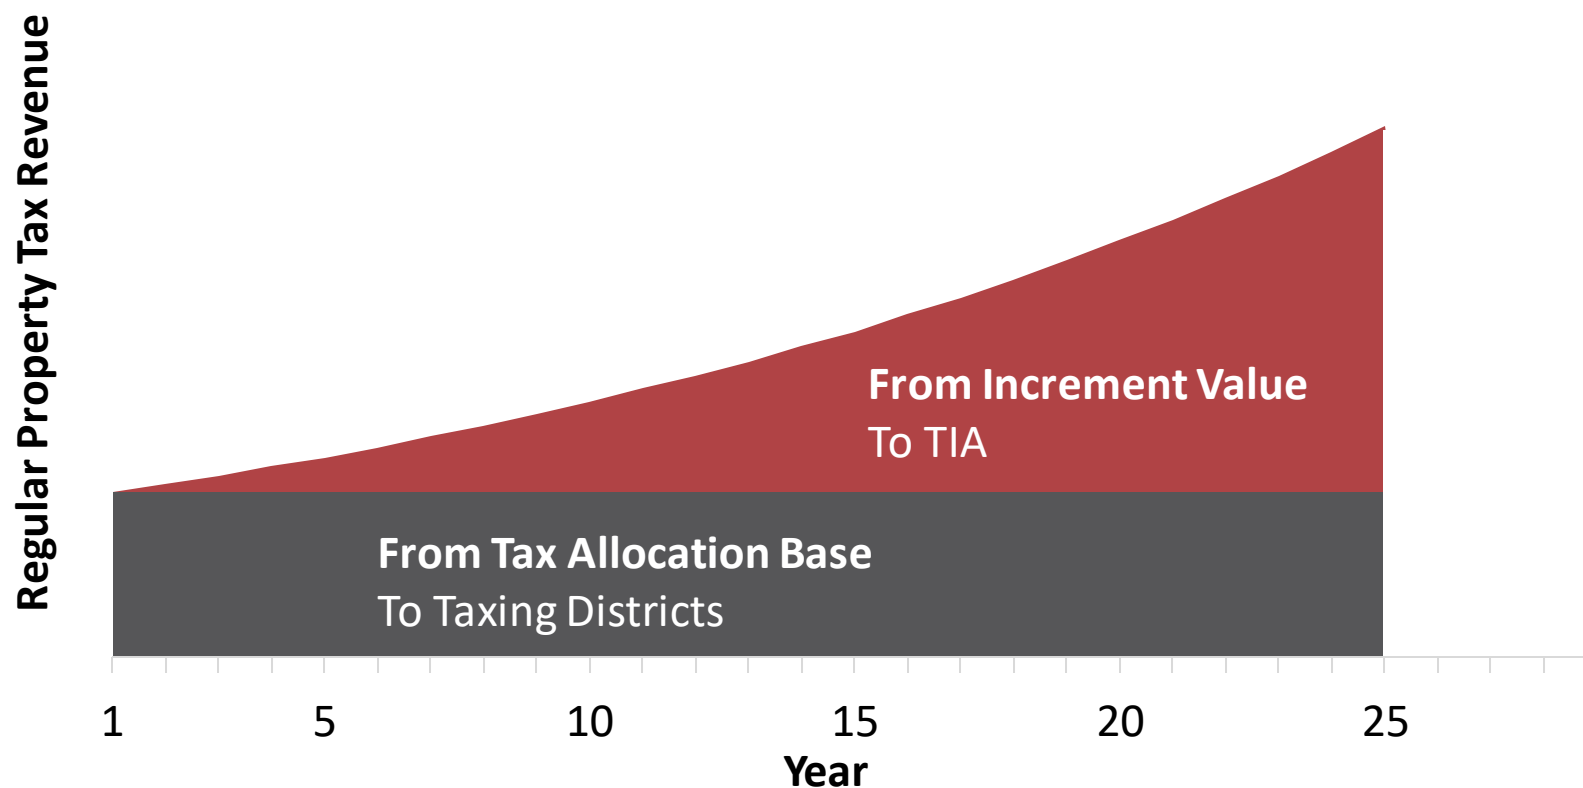 Regular Property Tax Revenue
From Increment Value
To TIA
From Tax Allocation Base
To Taxing Districts
1 5 10 15 20 25
Year